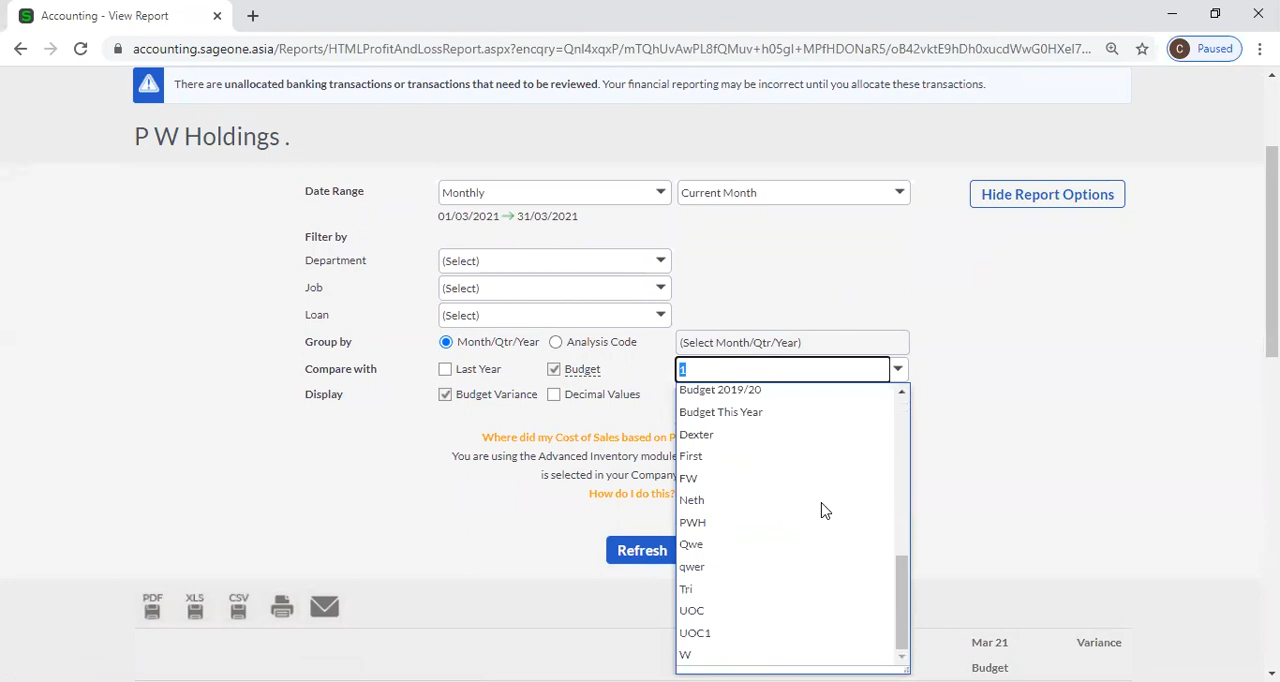 Accounting - View Report
accounting.sageone.asia/Reports/HTMLProfitAndLossReport.aspx?encqry=QnI4xqxP/mTQhUvAwPL8fQMuv+h05gI+MPfHDONaR5/oB42vktE9hDh0xucdWwG0HXeI7...
C Paused
There are unallocated banking transactions or transactions that need to be reviewed. Your financial reporting may be incorrect until you allocate these transactions.
P W Holdings .
Date Range Monthly Current Month Hide Report Options
01/03/2021 31/03/2021
Filter by
Department (Select)
Job (Select)
Loan (Select)
Group by Month/Qtr/Year Analysis Code (Select Month/Qtr/Year)
Compare with Last Year Budget 1
Display Budget Variance Decimal Values
Budget 2019/20
Budget This Year
Dexter
First
FW
Neth
PWH
Qwe
qwer
Tri
UOC
UOC1
W
Where did my Cost of Sales based on
You are using the Advanced Inventory module
is selected in your Company
How do I do this?
Refresh
PDF XLS CSV
Mar 21 Variance
Budget